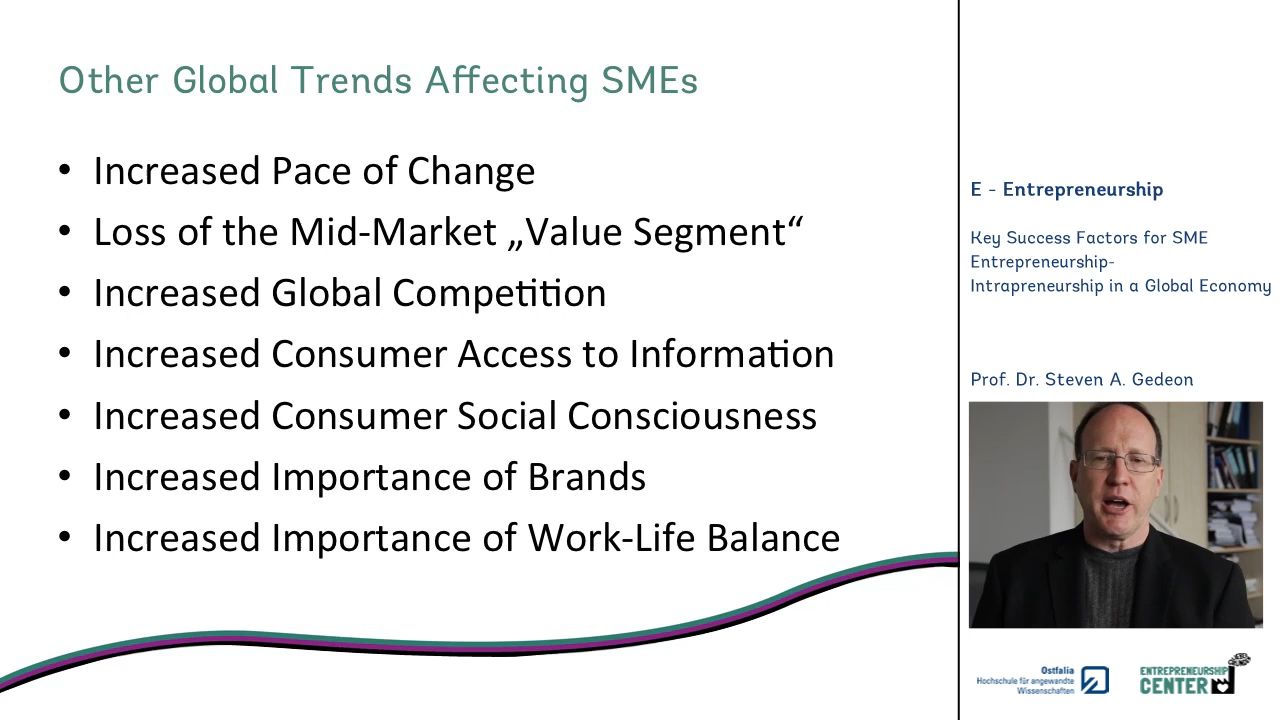 Other Global Trends Affecting SMEs
• Increased Pace of Change
• Loss of the Mid-Market „Value Segment“
• Increased Global Competition
• Increased Consumer Access to Information
• Increased Consumer Social Consciousness
• Increased Importance of Brands
• Increased Importance of Work-Life Balance
E - Entrepreneurship
Key Success Factors for SME
Entrepreneurship-
Intrapreneurship in a Global Economy
Prof. Dr. Steven A. Gedeon
Ostfalia
Hochschule für angewandte
Wissenschaften
ENTREPRENEURSHIP
CENTER